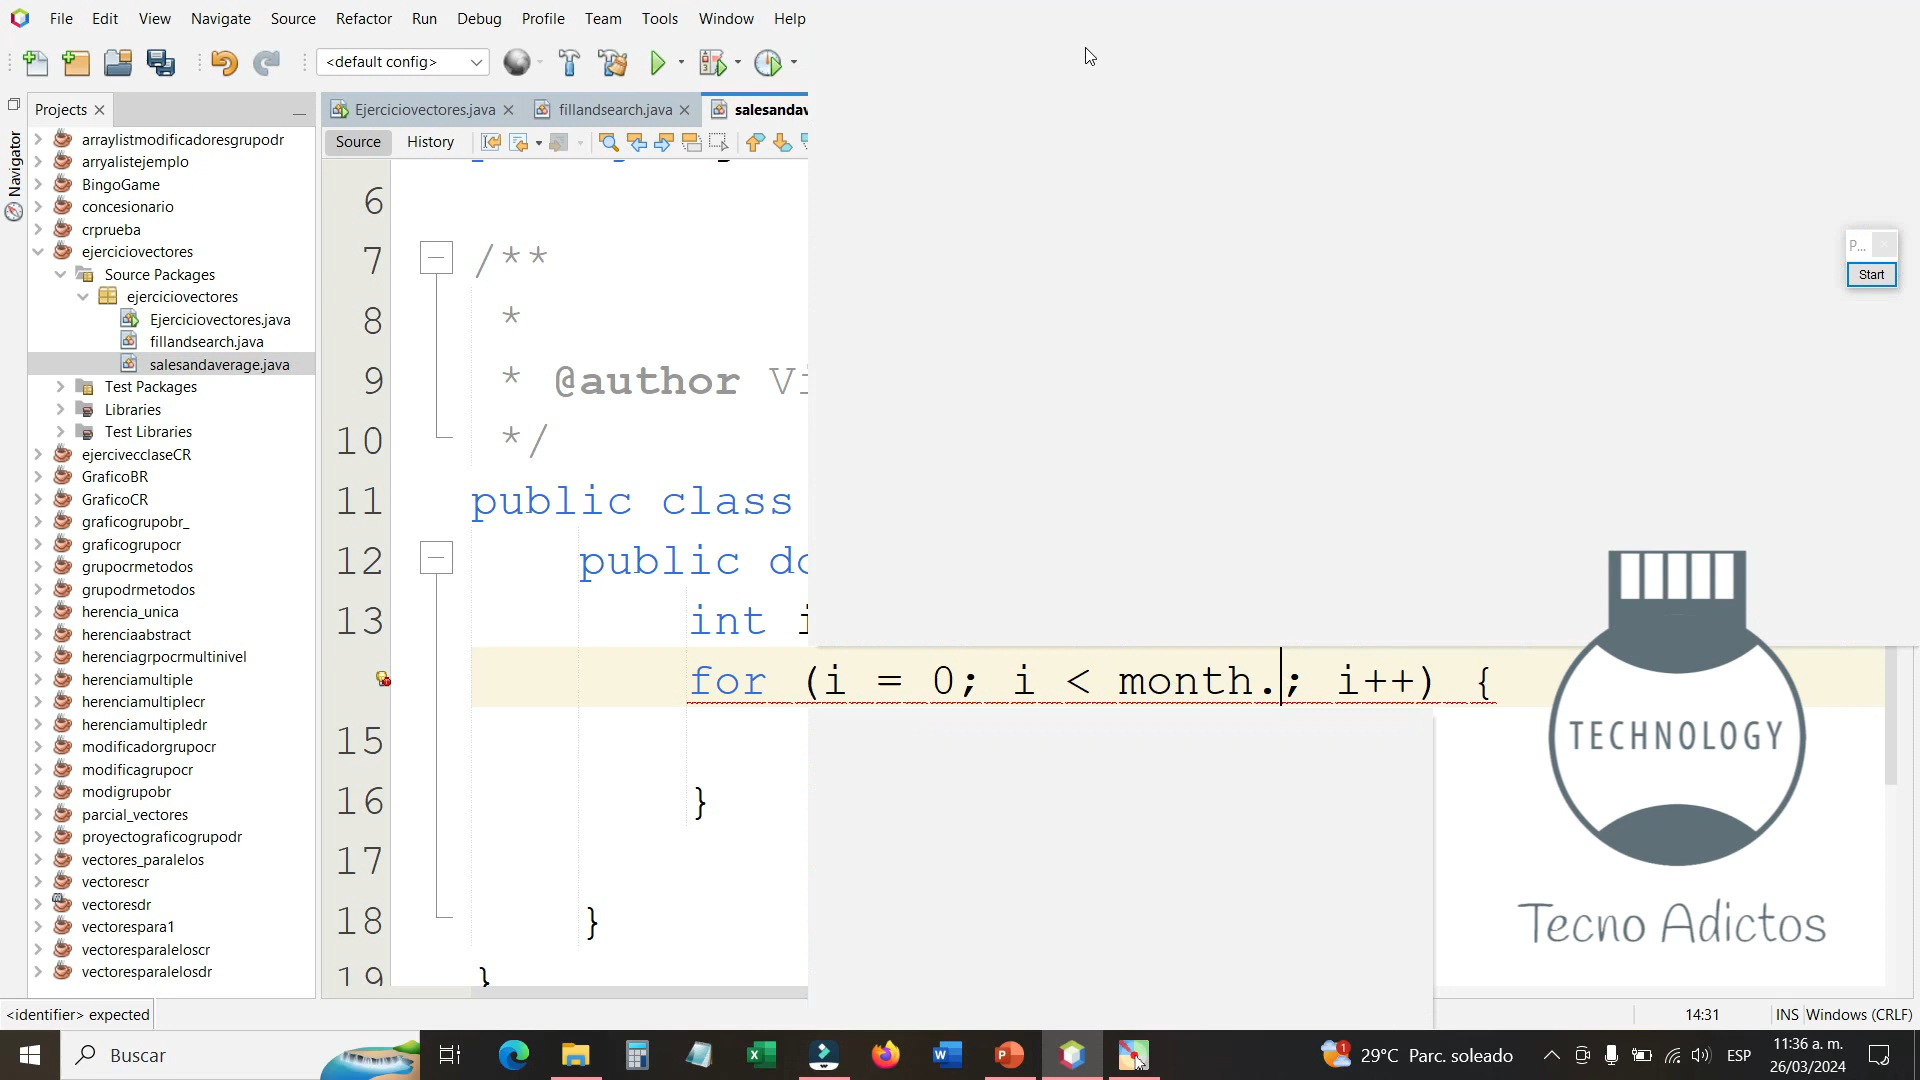 File Edit View Navigate Source Refactor Run Debug Profile Team Tools Window Help
<default config>
Projects
Navigator
Ejerciciovectores.java fillandsearch.java salesandav
Source History
arraylistmodificadoresgrupodr
arryalistejemplo
BingoGame
concesionario
crprueba
ejerciciovectores
Source Packages
ejerciciovectores
Ejerciciovectores.java
fillandsearch.java
salesandaverage.java
Test Packages
Libraries
Test Libraries
ejercivecclaseCR
GraficoBR
GraficoCR
graficogrupobr_
graficogrupocr
grupocrmetodos
grupodrmetodos
herencia_unica
herenciaabstract
herenciagrpocrmultinivel
herenciamultiple
herenciamultiplecr
herenciamultipledr
modificadorgrupocr
modificagrupocr
modigrupobr
parcial_vectores
proyectograficogrupodr
vectores_paralelos
vectorescr
vectoresdr
vectorespara1
vectoresparaleloscr
vectoresparalelosdr
6
7 /**
8 *
9 * @author Vi
10 */
11 public class
12 public do
13 int i
for (i = 0; i < month.; i++) {
15
16 }
17
18 }
19 }
P...
Start
TECHNOLOGY
Tecno Adictos
<identifier> expected
14:31 INS Windows (CRLF)
Buscar
29°C Parc. soleado
ESP
11:36 a. m.
26/03/2024